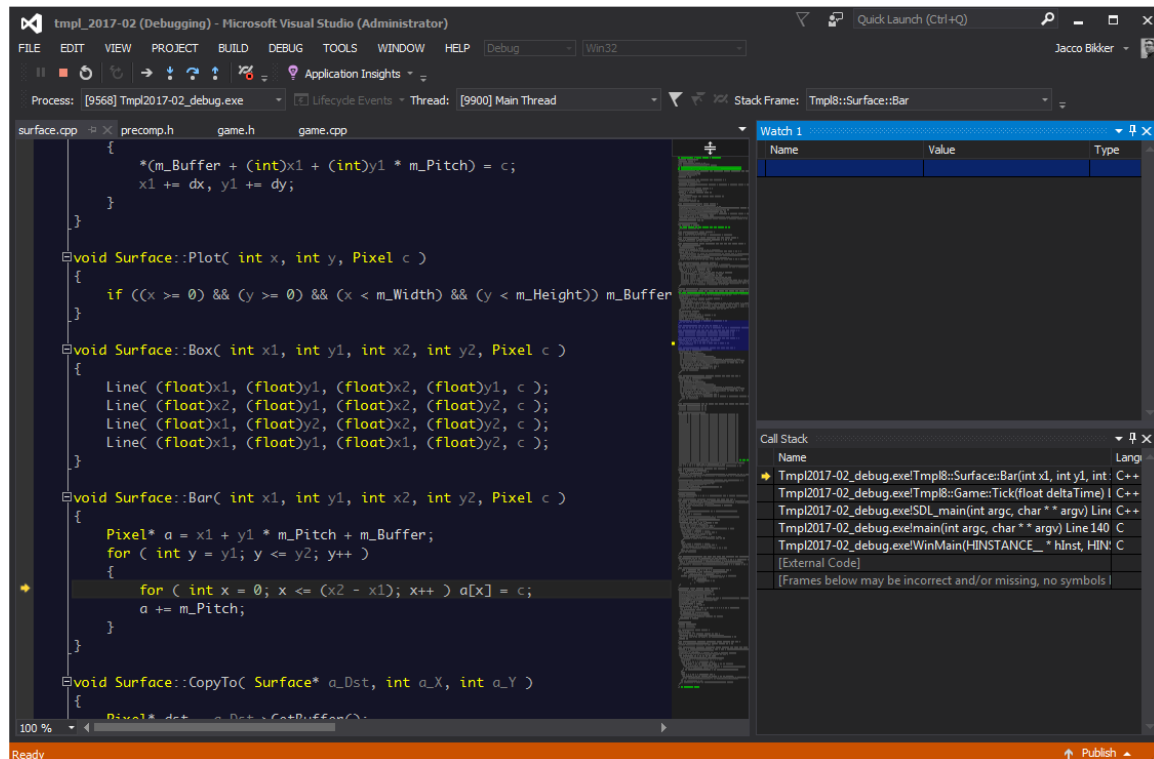 tmpl_2017-02 (Debugging) - Microsoft Visual Studio (Administrator)
Quick Launch (Ctrl+Q)
FILE EDIT VIEW PROJECT BUILD DEBUG TOOLS WINDOW HELP Debug Win32
Jacco Bikker
Application Insights
Process: [9568] Tmpl2017-02_debug.exe Lifecycle Events Thread: [9900] Main Thread Stack Frame: Tmpl8::Surface::Bar
surface.cpp precomp.h game.h game.cpp
{
*(m_Buffer + (int)x1 + (int)y1 * m_Pitch) = c;
x1 += dx, y1 += dy;
}
}
void Surface::Plot( int x, int y, Pixel c )
{
if ((x >= 0) && (y >= 0) && (x < m_Width) && (y < m_Height)) m_Buffer
}
void Surface::Box( int x1, int y1, int x2, int y2, Pixel c )
{
Line( (float)x1, (float)y1, (float)x2, (float)y1, c );
Line( (float)x2, (float)y1, (float)x2, (float)y2, c );
Line( (float)x1, (float)y2, (float)x2, (float)y2, c );
Line( (float)x1, (float)y1, (float)x1, (float)y2, c );
}
void Surface::Bar( int x1, int y1, int x2, int y2, Pixel c )
{
Pixel* a = x1 + y1 * m_Pitch + m_Buffer;
for ( int y = y1; y <= y2; y++ )
{
for ( int x = 0; x <= (x2 - x1); x++ ) a[x] = c;
a += m_Pitch;
}
}
void Surface::CopyTo( Surface* a_Dst, int a_X, int a_Y )
{
Pixel* dst = a_Dst->GetBuffer();
100 %
Watch 1
Name Value Type
Call Stack
Name Langu
Tmpl2017-02_debug.exe!Tmpl8::Surface::Bar(int x1, int y1, int C++
Tmpl2017-02_debug.exe!Tmpl8::Game::Tick(float deltaTime) L C++
Tmpl2017-02_debug.exe!SDL_main(int argc, char * * argv) Line C++
Tmpl2017-02_debug.exe!main(int argc, char * * argv) Line 140 C
Tmpl2017-02_debug.exe!WinMain(HINSTANCE__ * hInst, HIN C
[External Code]
[Frames below may be incorrect and/or missing, no symbols l
Ready
Publish